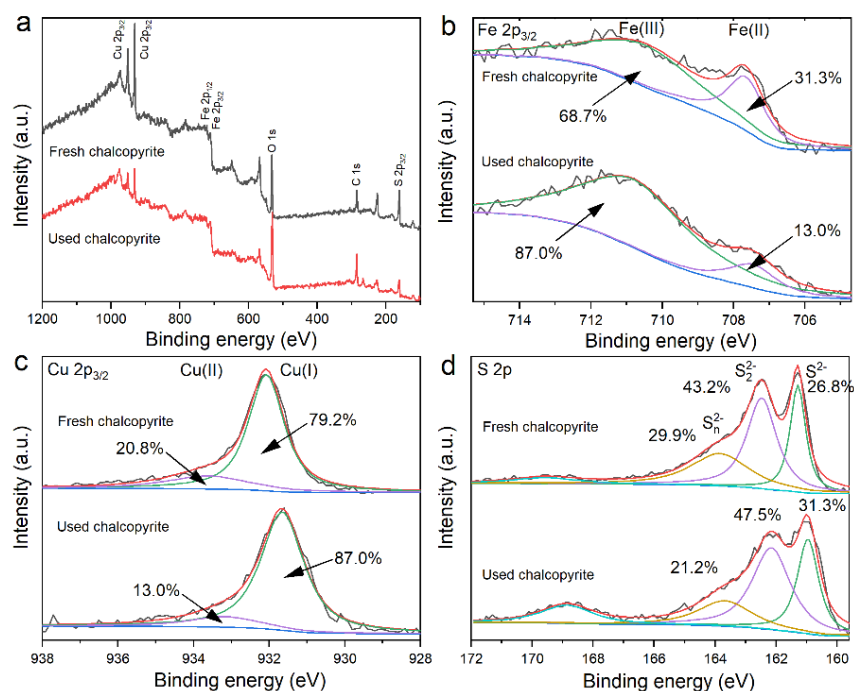 a
Cu 2p3/2
Cu 2p3/2
Fe 2p1/2
Fe 2p3/2
O 1s
C 1s
S 2p3/2
Fresh chalcopyrite
Used chalcopyrite
Intensity (a.u.)
1200 1000 800 600 400 200
Binding energy (eV)
b
Fe 2p3/2
Fe(III)
Fe(II)
Fresh chalcopyrite
31.3%
68.7%
Used chalcopyrite
87.0%
13.0%
Intensity (a.u.)
714 712 710 708 706
Binding energy (eV)
c
Cu 2p3/2
Cu(II)
Cu(I)
Fresh chalcopyrite
79.2%
20.8%
Used chalcopyrite
87.0%
13.0%
Intensity (a.u.)
938 936 934 932 930 928
Binding energy (eV)
d
S 2p
S2 2-
S2-
43.2%
26.8%
Sn 2-
Fresh chalcopyrite
29.9%
47.5%
31.3%
Used chalcopyrite
21.2%
Intensity (a.u.)
172 170 168 166 164 162 160
Binding energy (eV)